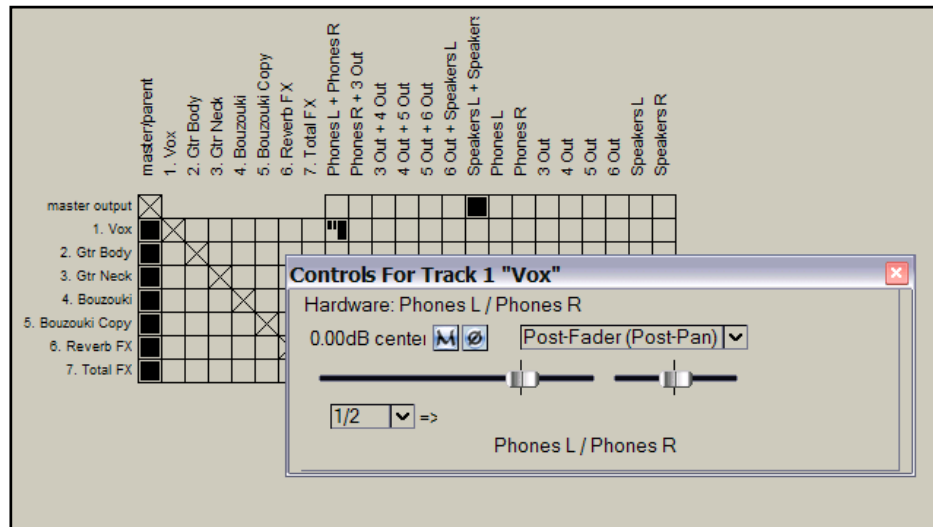 master/parent
1. Vox
2. Gtr Body
3. Gtr Neck
4. Bouzouki
5. Bouzouki Copy
6. Reverb FX
7. Total FX
Phones L + Phones R
Phones R + 3 Out
3 Out + 4 Out
4 Out + 5 Out
5 Out + 6 Out
6 Out + Speakers L
Speakers L + Speakers
Phones L
Phones R
3 Out
4 Out
5 Out
6 Out
Speakers L
Speakers R
master output
1. Vox
2. Gtr Body
3. Gtr Neck
4. Bouzouki
5. Bouzouki Copy
6. Reverb FX
7. Total FX
Controls For Track 1 "Vox"
Hardware: Phones L / Phones R
0.00dB center M Ø Post-Fader (Post-Pan)
1/2 =>
Phones L / Phones R